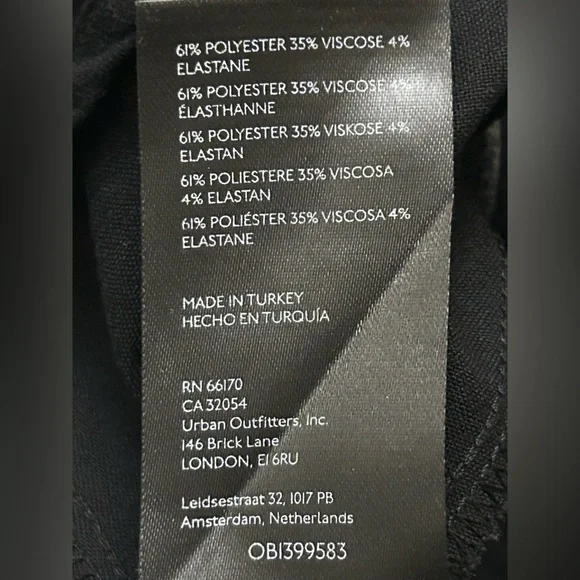 61% POLYESTER 35% VISCOSE 4%
ELASTANE
61% POLYESTER 35% VISCOSE 4%
ÉLASTHANNE
61% POLYESTER 35% VISKOSE 4%
ELASTAN
61% POLIESTERE 35% VISCOSA
4% ELASTAN
61% POLIÉSTER 35% VISCOSA 4%
ELASTANE
MADE IN TURKEY
HECHO EN TURQUÍA
RN 66170
CA 32054
Urban Outfitters, Inc.
146 Brick Lane
LONDON, E1 6RU
Leidsestraat 32, 1017 PB
Amsterdam, Netherlands
OB1399583